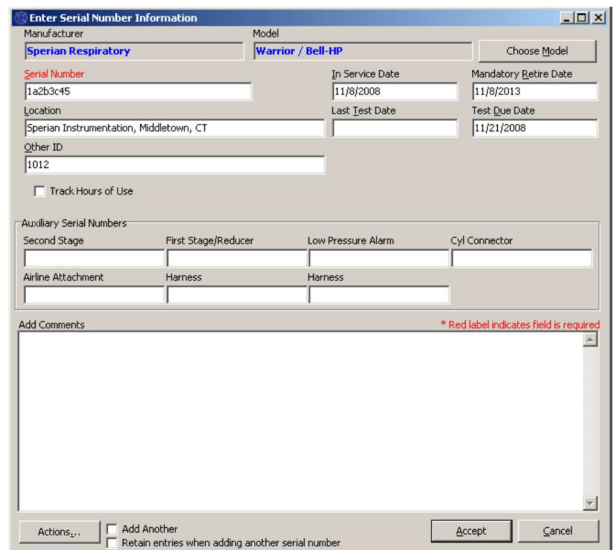 Enter Serial Number Information
Manufacturer Model
Sperian Respiratory Warrior / Bell-HP Choose Model
Serial Number In Service Date Mandatory Retire Date
1a2b3c45 11/8/2008 11/8/2013
Location Last Test Date Test Due Date
Sperian Instrumentation, Middletown, CT 11/21/2008
Other ID
1012
Track Hours of Use
Auxiliary Serial Numbers
Second Stage First Stage/Reducer Low Pressure Alarm Cyl Connector
Airline Attachment Harness Harness
Add Comments * Red label indicates field is required
Actions... Add Another Accept Cancel
Retain entries when adding another serial number